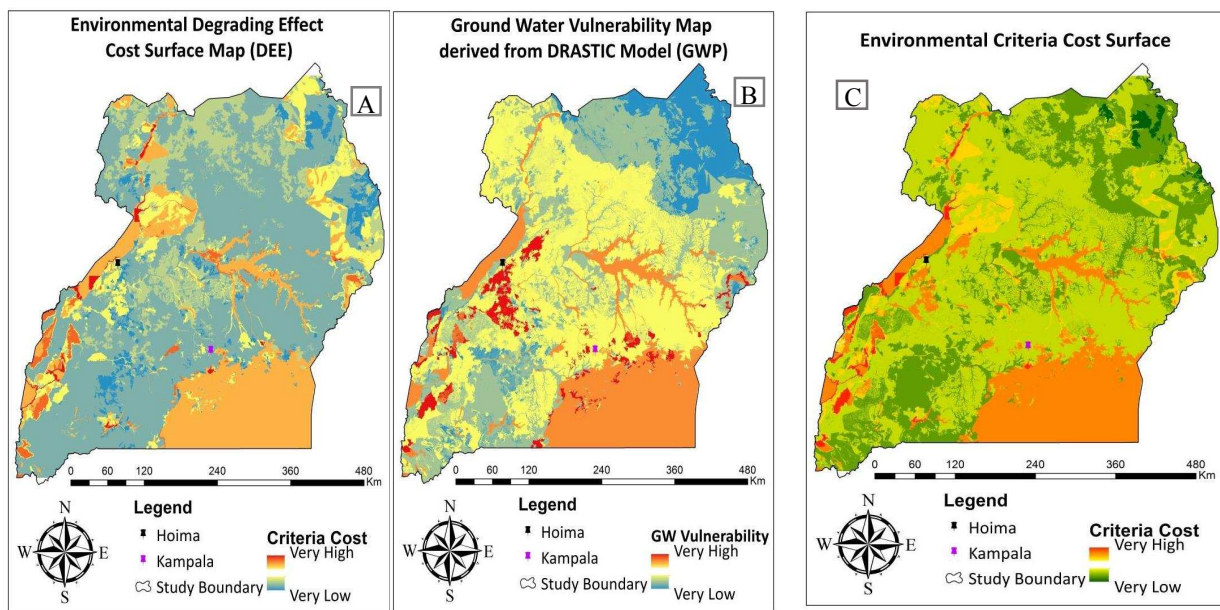 Environmental Degrading Effect
Cost Surface Map (DEE)
A
0 60 120 240 360 480
Km
N
W E
S
Legend
Hoima
Kampala
Study Boundary
Criteria Cost
Very High
Very Low
Ground Water Vulnerability Map
derived from DRASTIC Model (GWP)
B
0 60 120 240 360 480
Km
N
W E
S
Legend
Hoima
Kampala
Study Boundary
GW Vulnerability
Very High
Very Low
Environmental Criteria Cost Surface
C
0 60 120 240 360 480
Km
N
W E
S
Legend
Hoima
Kampala
Study Boundary
Criteria Cost
Very High
Very Low